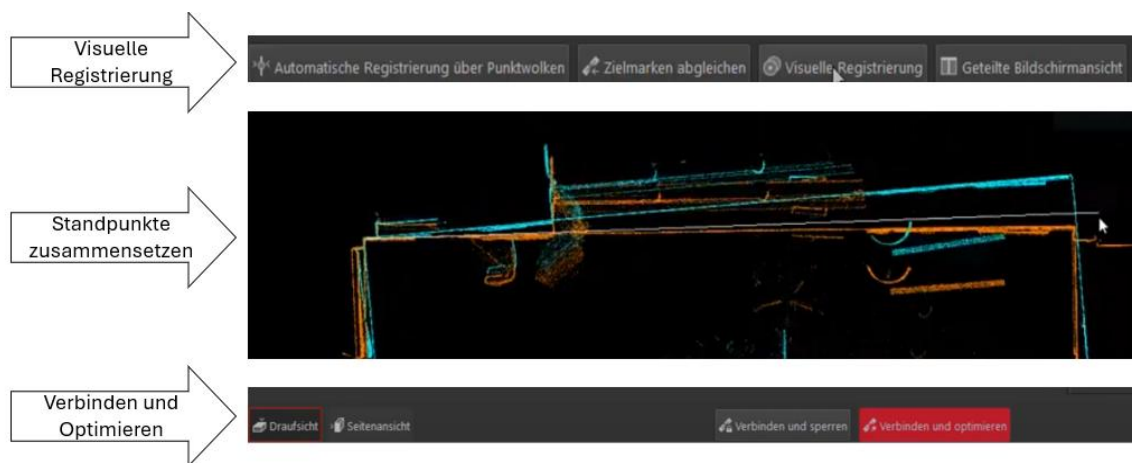 Visuelle
Registrierung
Automatische Registrierung über Punktwolken Zielmarken abgleichen Visuelle Registrierung Geteilte Bildschirmansicht
Standpunkte
zusammensetzen
Verbinden und
Optimieren
Draufsicht Seitenansicht Verbinden und sperren Verbinden und optimieren